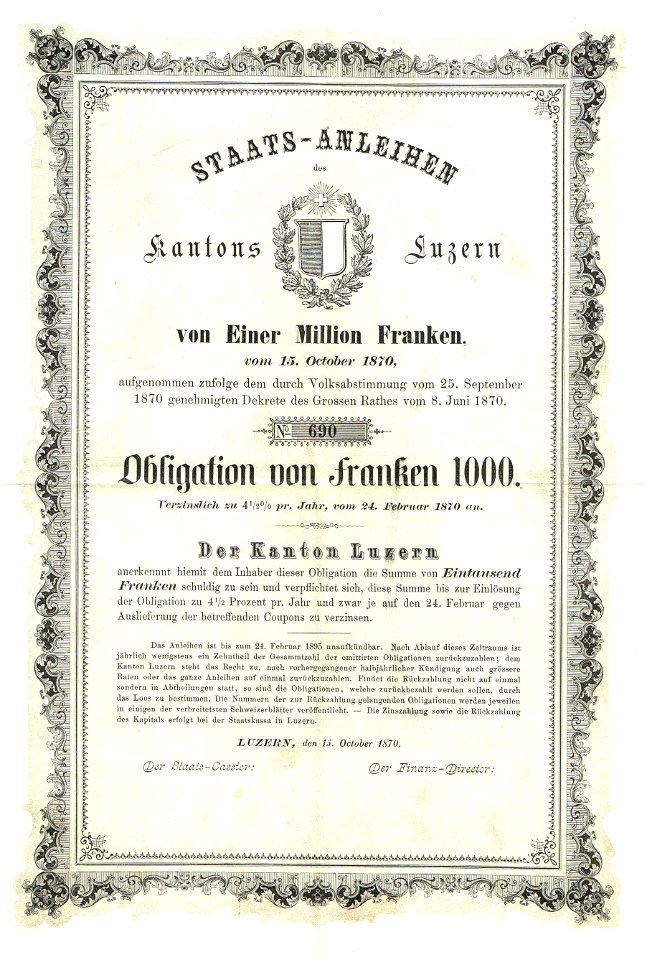 STAATS-ANLEIHEN
des
Kantons Luzern
von Einer Million Franken,
vom 15. October 1870,
aufgenommen zufolge dem durch Volksabstimmung vom 25. September
1870 genehmigten Dekrete des Grossen Rathes vom 8. Juni 1870.
No. 690
Obligation von Franken 1000.
Verzinslich zu 4½% pr. Jahr, vom 24. Februar 1870 an.
Der Kanton Luzern
anerkennnt hiemit dem Inhaber dieser Obligation die Summe von Eintausend
Franken schuldig zu sein und verpflichtet sich, diese Summe bis zur Einlösung
der Obligation zu 4½ Prozent pr. Jahr und zwar je auf den 24. Februar gegen
Auslieferung der betreffenden Coupons zu verzinsen.
Das Anleihen ist bis zum 24. Februar 1895 unaufkündbar. Nach Ablauf dieses Zeitraums ist
jährlich wenigstens ein Zehntheil der Gesammtzahl der emittirten Obligationen zurückzuzahlen; dem
Kanton Luzern steht das Recht zu, nach vorhergegangener halbjährlicher Kündigung auch grössere
Raten oder das ganze Anleihen auf einmal zurückzuzahlen. Findet die Rückzahlung nicht auf einmal
sondern in Abtheilungen statt, so sind die Obligationen, welche zurückbezahlt werden sollen, durch
das Loos zu bestimmen. Die Nummern der zur Rückzahlung gelangenden Obligationen werden jeweilen
in einigen der verbreitetsten Schweizerblätter veröffentlicht. — Die Zinszahlung sowie die Rückzahlung
des Kapitals erfolgt bei der Staatskassa in Luzern.
LUZERN, den 15. October 1870.
Der Staats-Cassier: Der Finanz-Director: